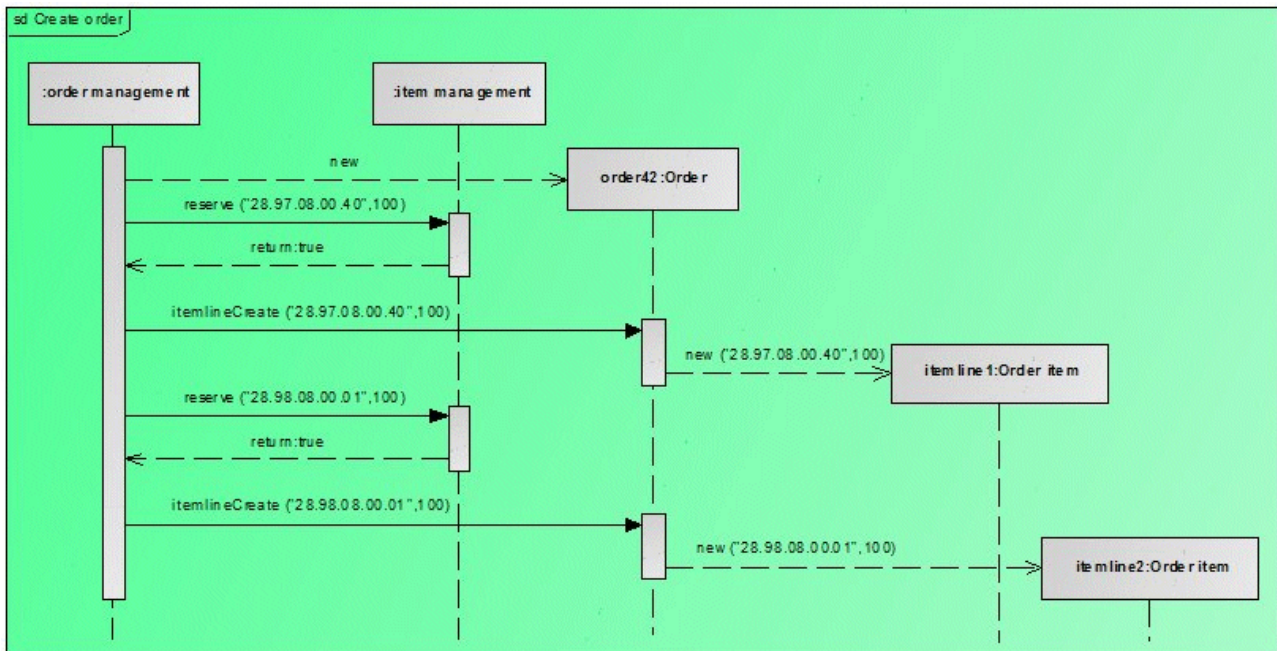 sd Create order
:order management
:item management
new
order42:Order
reserve ("28.97.08.00.40",100)
return:true
itemlineCreate ("28.97.08.00.40",100)
new ("28.97.08.00.40",100)
itemline1:Order item
reserve ("28.98.08.00.01",100)
return:true
itemlineCreate ("28.98.08.00.01",100)
new ("28.98.08.00.01",100)
itemline2:Order item